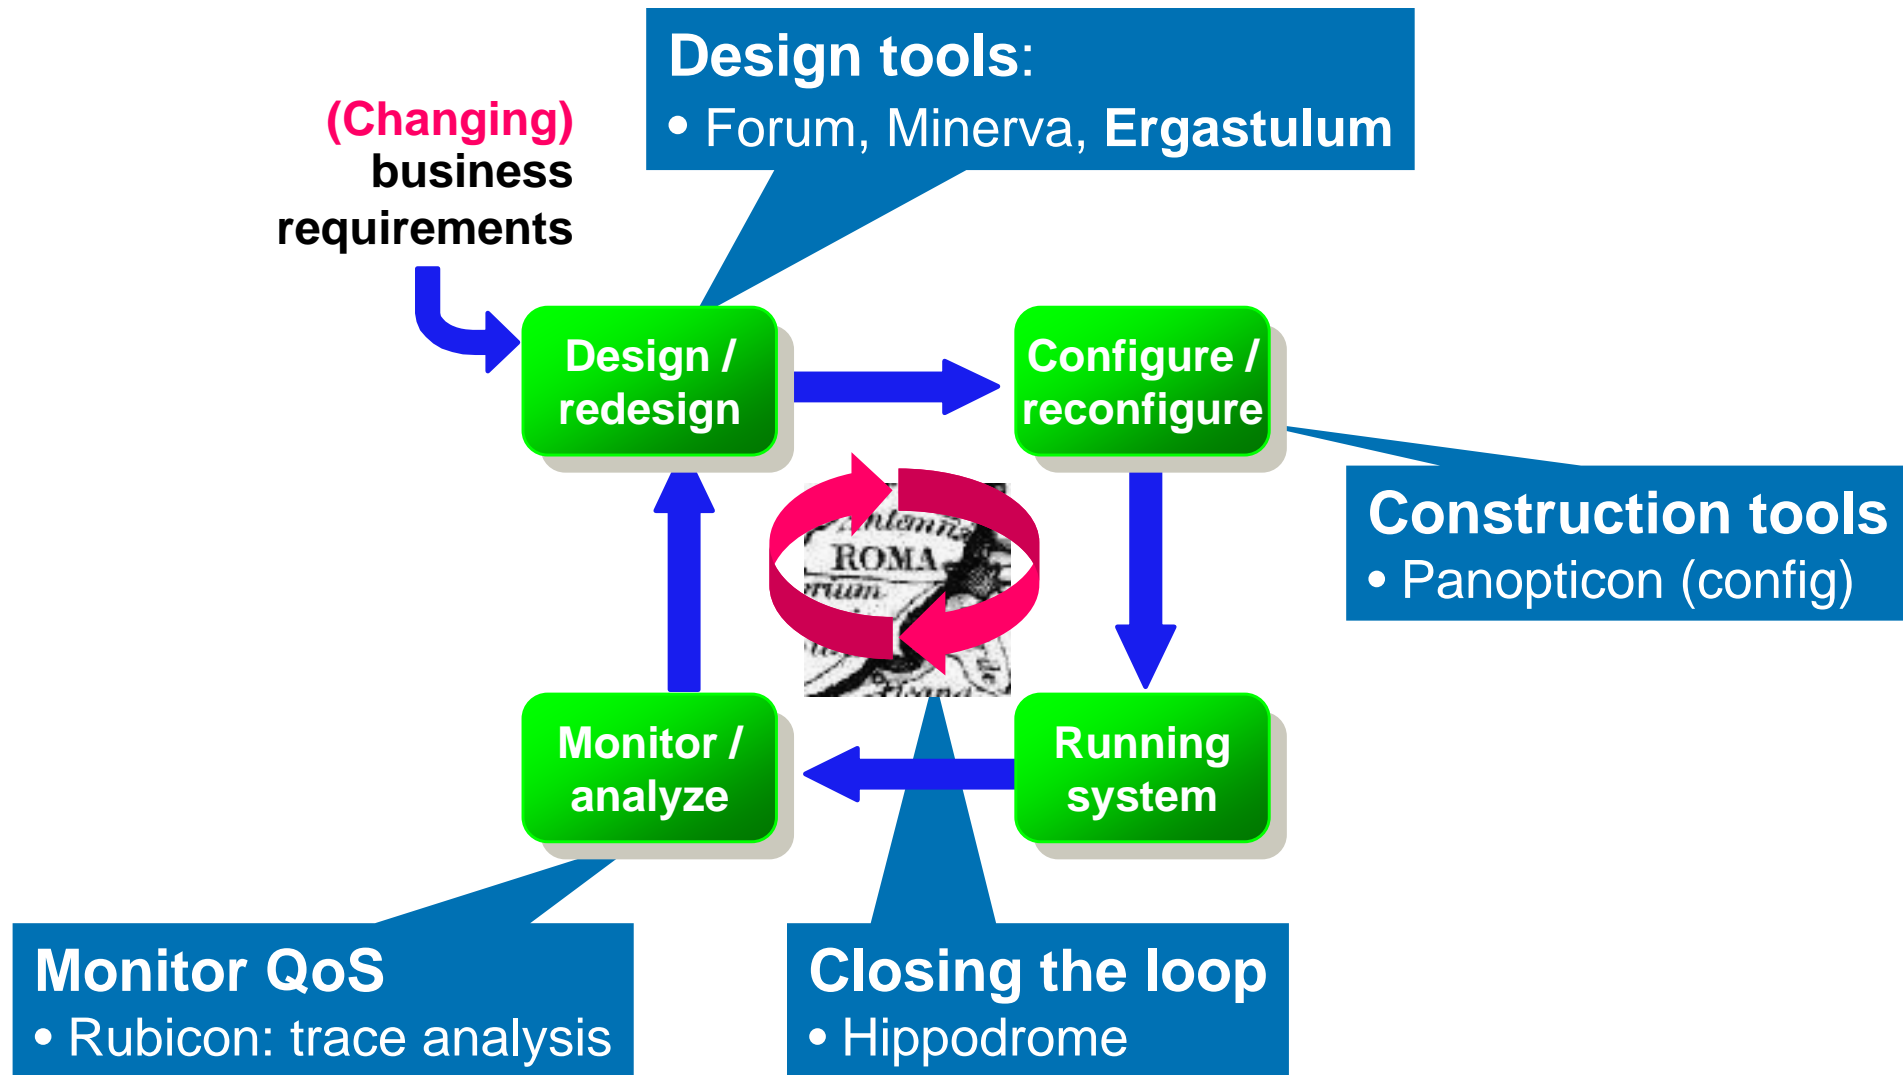 Design tools:
• Forum, Minerva, Ergastulum
(Changing)
business
requirements
Design /
redesign
Configure /
reconfigure
Construction tools
• Panopticon (config)
ROMA
Monitor /
analyze
Running
system
Monitor QoS
• Rubicon: trace analysis
Closing the loop
• Hippodrome